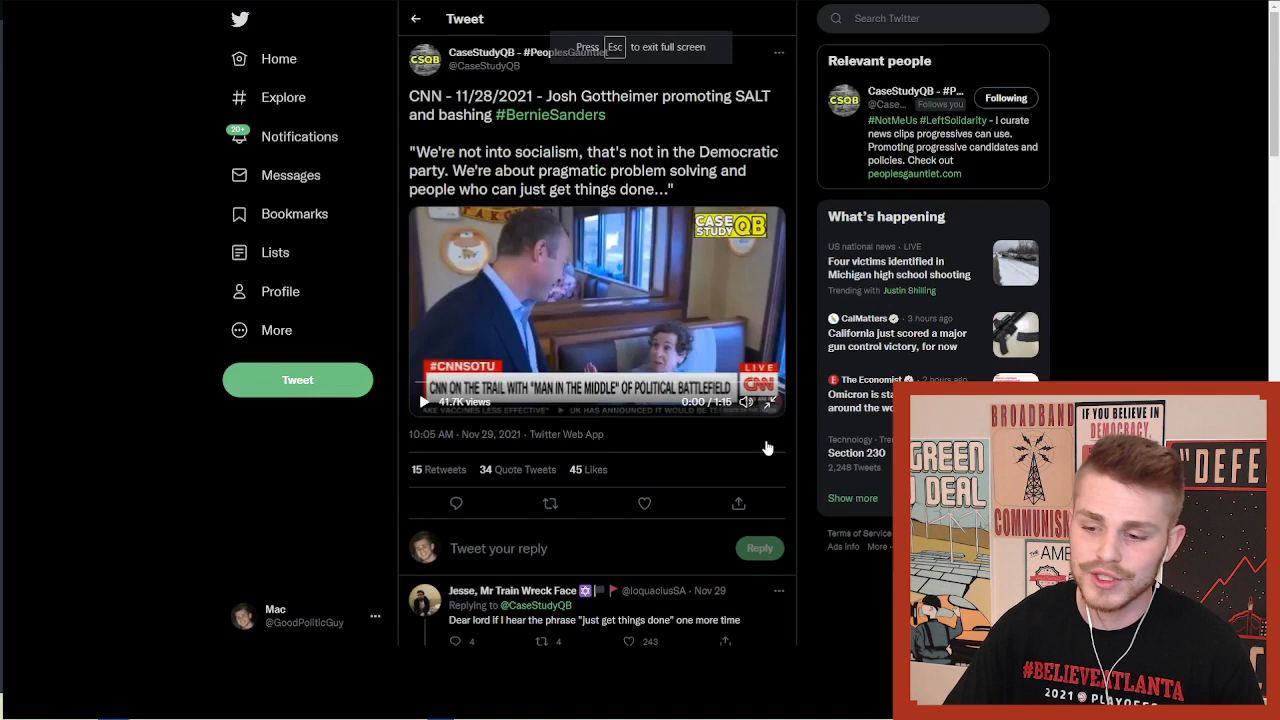 Tweet
Search Twitter
Press Esc to exit full screen
CaseStudyQB - #PeoplesGauntlet
@CaseStudyQB
CSQB
CNN - 11/28/2021 - Josh Gottheimer promoting SALT
and bashing #BernieSanders
"We're not into socialism, that's not in the Democratic
party. We're about pragmatic problem solving and
people who can just get things done…"
CASE
STUDY QB
#CNNSOTU
LIVE
CNN ON THE TRAIL WITH "MAN IN THE MIDDLE" OF POLITICAL BATTLEFIELD
CNN
41.7K views
0:00 / 1:15
AKE VACCINES LESS EFFECTIVE"
UK HAS ANNOUNCED IT WOULD BE
10:05 AM · Nov 29, 2021 · Twitter Web App
15 Retweets 34 Quote Tweets 45 Likes
Tweet your reply
Reply
Jesse, Mr Train Wreck Face @loquaciusSA · Nov 29
Replying to @CaseStudyQB
Dear lord if I hear the phrase "just get things done" one more time
4 4 243
Home
Explore
20+
Notifications
Messages
Bookmarks
Lists
Profile
More
Tweet
Mac
@GoodPoliticGuy
Relevant people
CSQB
CaseStudyQB - #P...
@Case... Follows you
Following
#NotMeUs #LeftSolidarity - I curate
news clips progressives can use.
Promoting progressive candidates and
policies. Check out
peoplesgauntlet.com
What's happening
US national news · LIVE
Four victims identified in
Michigan high school shooting
Trending with Justin Shilling
CalMatters · 3 hours ago
California just scored a major
gun control victory, for now
The Economist · 2 hours ago
Omicron is
around the
Technology ·
Section 230
2,248 Tweets
Show more
Terms of Service
Ad info More
BROADBAND
COMMUNISM
IF YOU BELIEVE IN
DEMOCRACY,
GREEN
DEAL
"DEFE
#BELIEVEATLANTA
2021 PLAYOFFS